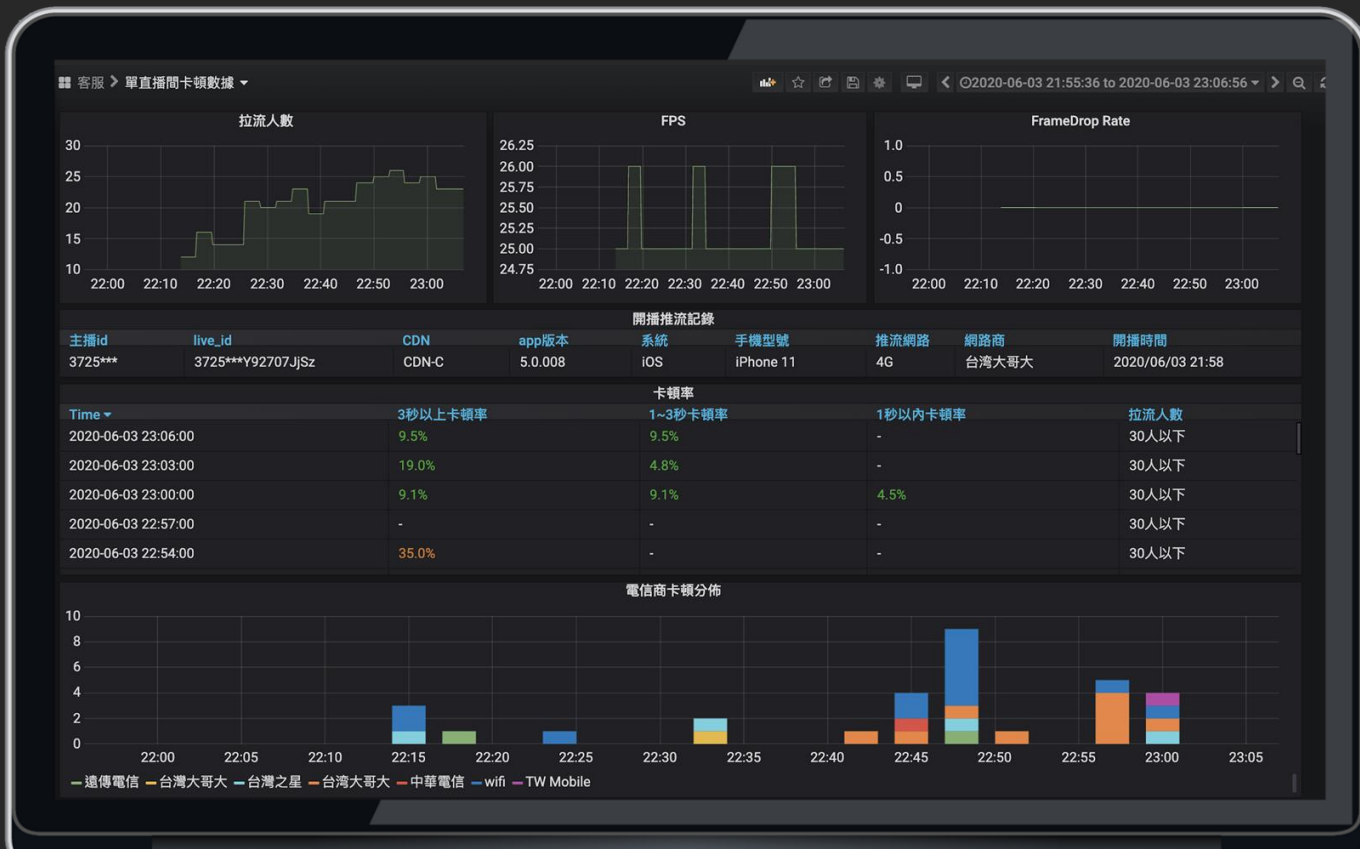 客服 > 單直播間卡頓數據
2020-06-03 21:55:36 to 2020-06-03 23:06:56
拉流人數
30
25
20
15
10
22:00 22:10 22:20 22:30 22:40 22:50 23:00
FPS
26.25
26.00
25.75
25.50
25.25
25.00
24.75
22:00 22:10 22:20 22:30 22:40 22:50 23:00
FrameDrop Rate
1.0
0.5
0
-0.5
-1.0
22:00 22:10 22:20 22:30 22:40 22:50 23:00
開播推流記錄
主播id live_id CDN app版本 系統 手機型號 推流網路 網路商 開播時間
3725*** 3725***Y92707JjSz CDN-C 5.0.008 iOS iPhone 11 4G 台湾大哥大 2020/06/03 21:58
卡頓率
Time 3秒以上卡頓率 1~3秒卡頓率 1秒以內卡頓率 拉流人數
2020-06-03 23:06:00 9.5% 9.5% - 30人以下
2020-06-03 23:03:00 19.0% 4.8% - 30人以下
2020-06-03 23:00:00 9.1% 9.1% 4.5% 30人以下
2020-06-03 22:57:00 - - - 30人以下
2020-06-03 22:54:00 35.0% - - 30人以下
電信商卡頓分佈
10
8
6
4
2
0
22:00 22:05 22:10 22:15 22:20 22:25 22:30 22:35 22:40 22:45 22:50 22:55 23:00 23:05
遠傳電信 台灣大哥大 台灣之星 台湾大哥大 中華電信 wifi TW Mobile